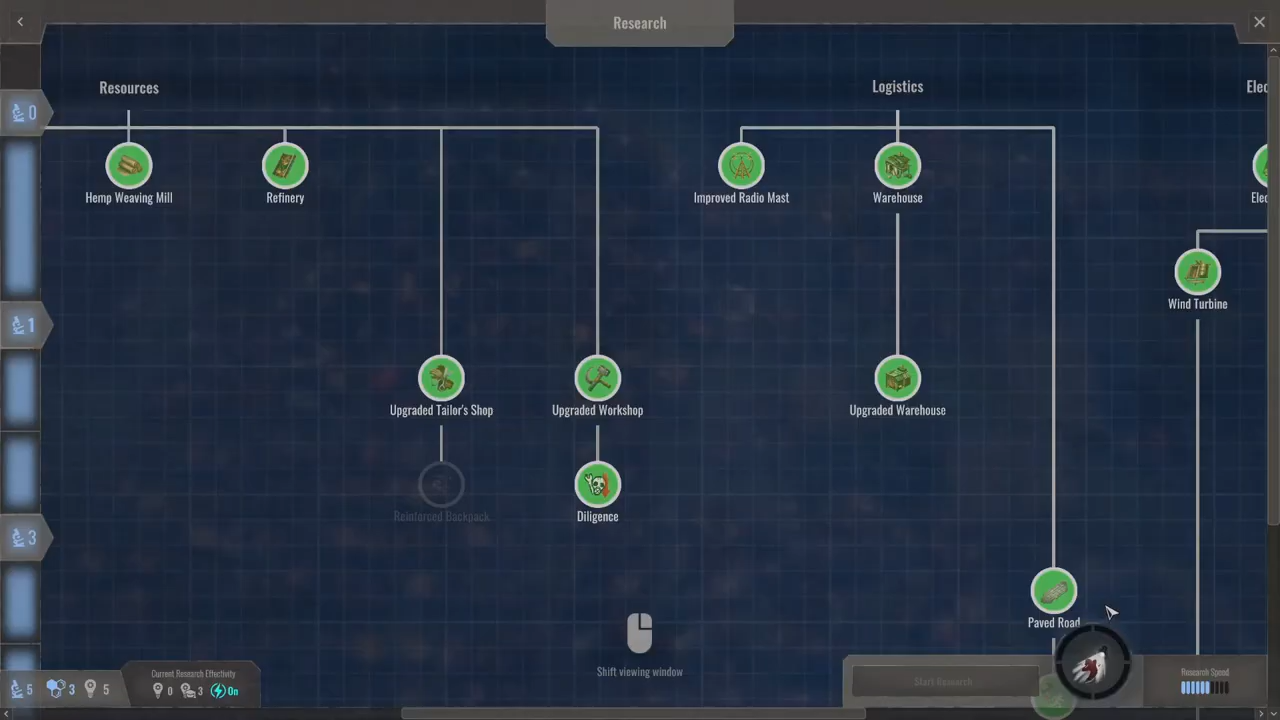 Research
Resources
Logistics
Elec
0
Hemp Weaving Mill
Refinery
Improved Radio Mast
Warehouse
Elec
Wind Turbine
1
Upgraded Tailor's Shop
Upgraded Workshop
Upgraded Warehouse
Reinforced Backpack
Diligence
3
Paved Road
Shift viewing window
5
3
5
Current Research Effectivity
0
3
On
Start Research
Research Speed